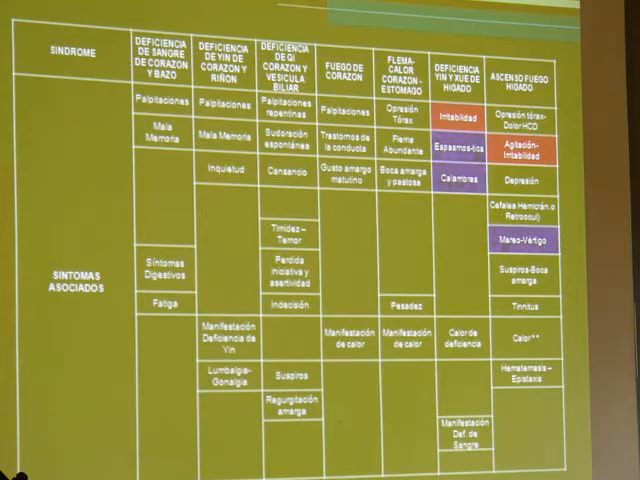 SINDROME
DEFICIENCIA
DE SANGRE
DE CORAZON
Y BAZO
DEFICIENCIA
DE YIN DE
CORAZON Y
RIÑON
DEFICIENCIA
DE QI
CORAZON Y
VESICULA
BILIAR
FUEGO DE
CORAZON
FLEMA-
CALOR
CORAZON -
ESTOMAGO
DEFICIENCIA
YIN Y XUE DE
HIGADO
ASCENSO FUEGO
HIGADO
SINTOMAS
ASOCIADOS
Palpitaciones
Palpitaciones
Palpitaciones
repentinas
Palpitaciones
Opresión
Tórax
Irritabilidad
Opresión tórax-
Dolor HCD
Mala
Memoria
Mala Memoria
Sudoración
espontánea
Trastornos de
la conducta
Flema
Abundante
Espasmos-tics
Agitación-
Irritabilidad
Inquietud
Cansancio
Gusto amargo
matutino
Boca amarga
y pastosa
Calambres
Depresión
Cefalea Hemicrán.o
Retroocul)
Timidez –
Temor
Mareo-Vértigo
Síntomas
Digestivos
Perdida
iniciativa y
asertividad
Suspiros-Boca
amarga
Fatiga
Indecisión
Pesadez
Tinnitus
Manifestación
Deficiencia de
Yin
Manifestación
de calor
Manifestación
de calor
Calor de
deficiencia
Calor**
Lumbalgia-
Gonalgia
Suspiros
Hematemesis –
Epistaxis
Regurgitación
amarga
Manifestación
Def. de
Sangre